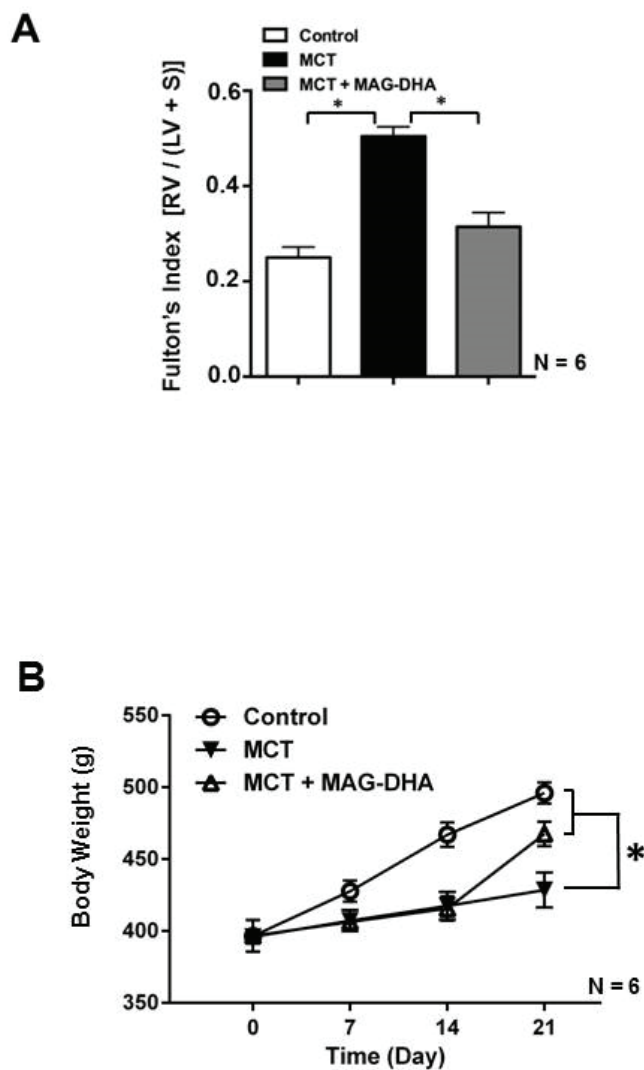 A
Control
MCT
MCT + MAG-DHA
Fulton's Index [RV / (LV + S)]
0.6
0.4
0.2
0.0
* *
N = 6
B
Body Weight (g)
550
500
450
400
350
Control
MCT
MCT + MAG-DHA
*
N = 6
0 7 14 21
Time (Day)